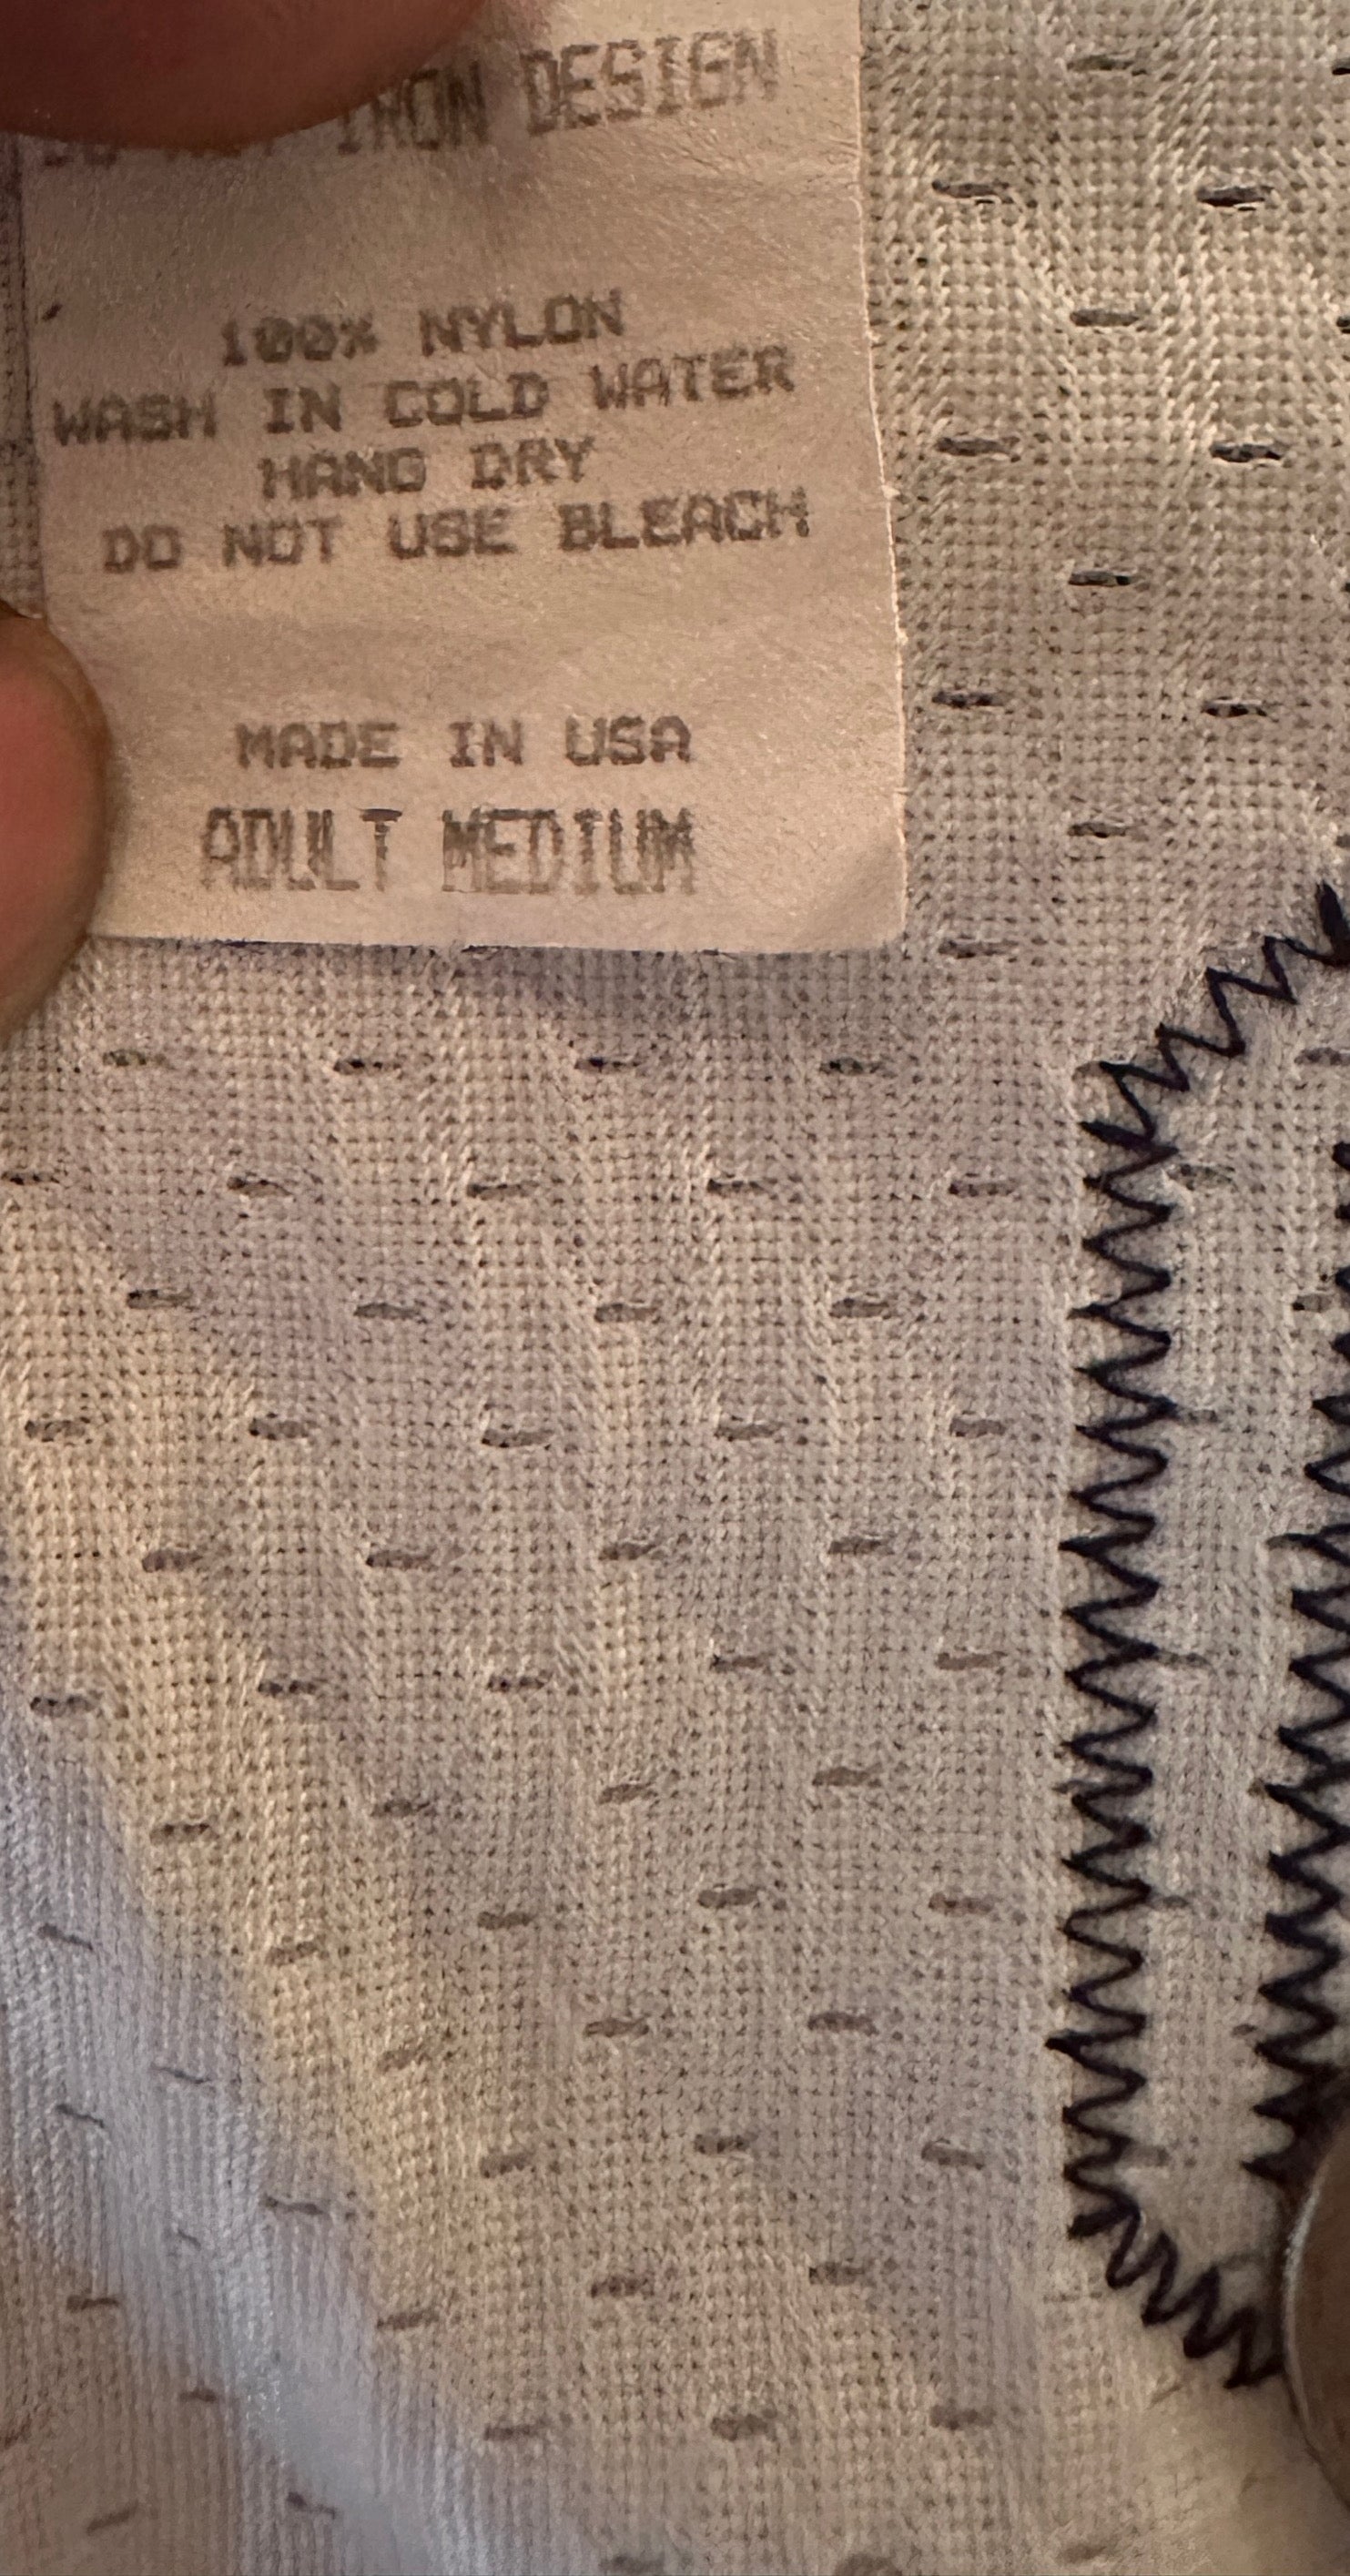 IRON DESIGN
100% NYLON
WASH IN COLD WATER
HANG DRY
DO NOT USE BLEACH
MADE IN USA
ADULT MEDIUM